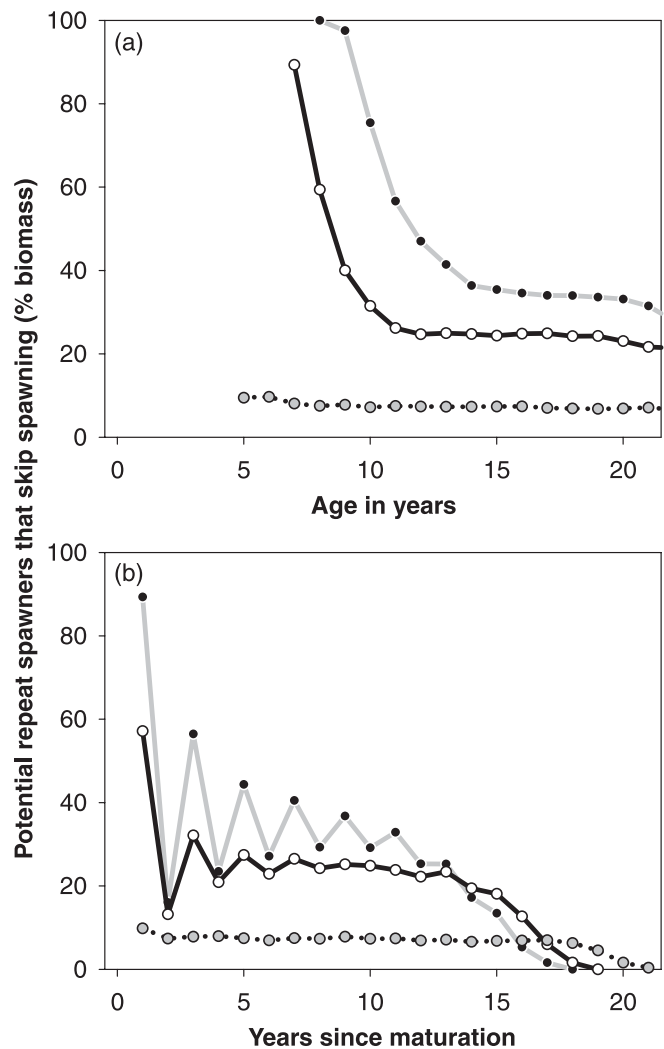 Potential repeat spawners that skip spawning (% biomass)
(a)
100
80
60
40
20
0
0 5 10 15 20
Age in years
(b)
100
80
60
40
20
0
0 5 10 15 20
Years since maturation